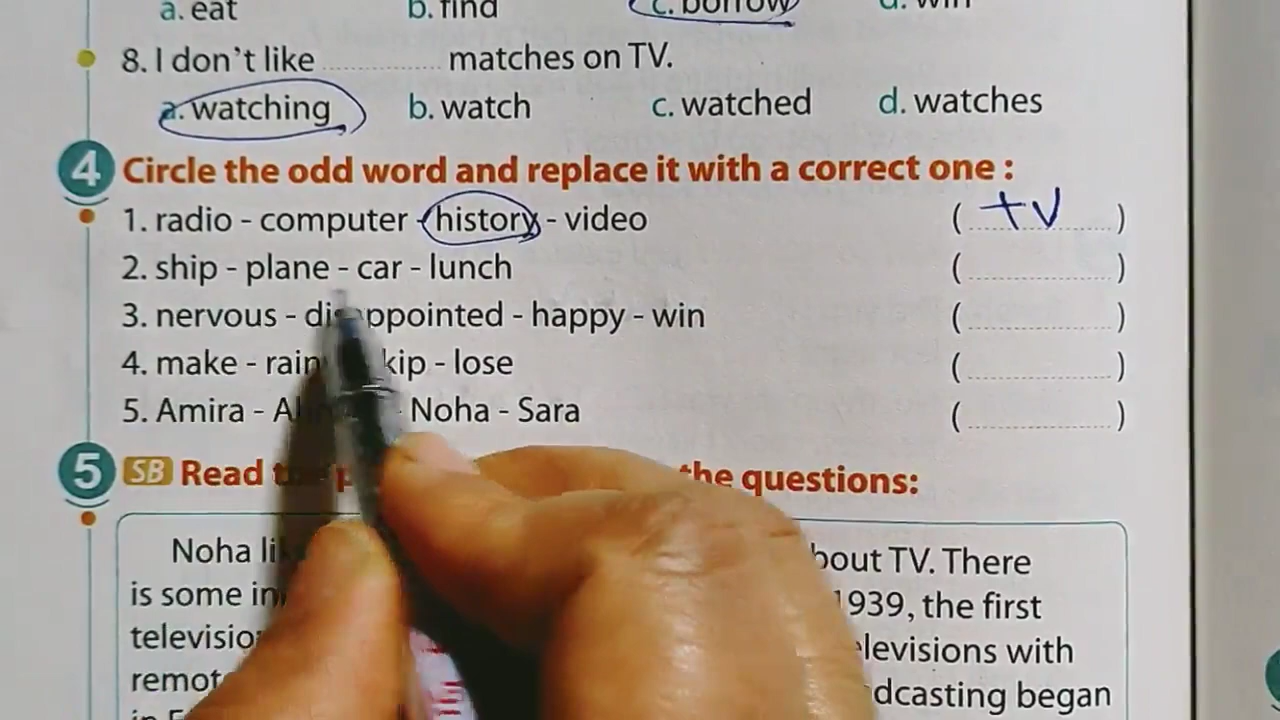 a. eat b. find c. borrow d. win
8. I don't like ............ matches on TV.
a. watching b. watch c. watched d. watches
4 Circle the odd word and replace it with a correct one :
1. radio - computer - history - video ( TV )
2. ship - plane - car - lunch ( )
3. nervous - disappointed - happy - win ( )
4. make - rain kip - lose ( )
5. Amira - Noha - Sara ( )
5 SB Read the questions:
Noha bout TV. There
is some 1939, the first
elevisions with
dcasting began